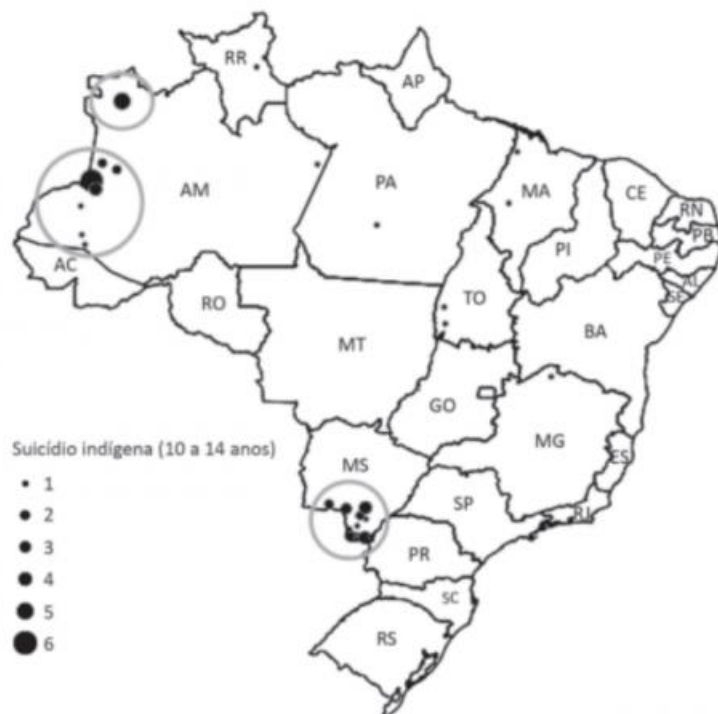 RR
AP
AM
PA
MA
CE
RN
PB
PE
AL
SE
PI
AC
RO
TO
BA
MT
GO
MG
ES
MS
SP
RJ
PR
SC
RS
Suicídio indígena (10 a 14 anos)
1
2
3
4
5
6